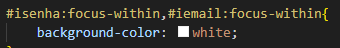 #isenha:focus-within,#iemail:focus-within{
background-color: white;
}